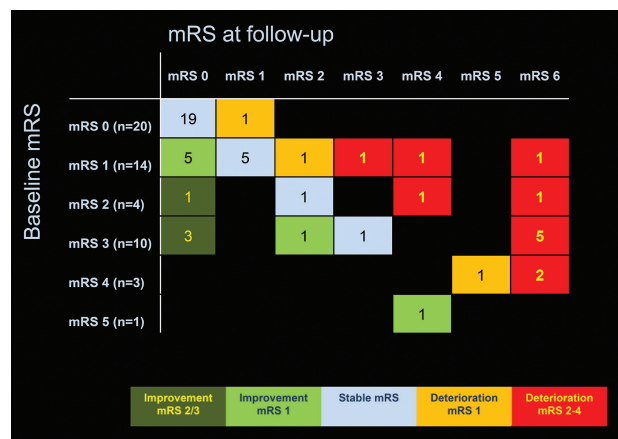 mRS at follow-up
mRS 0 mRS 1 mRS 2 mRS 3 mRS 4 mRS 5 mRS 6
Baseline mRS
mRS 0 (n=20) 19 1
mRS 1 (n=14) 5 5 1 1 1 1
mRS 2 (n=4) 1 1 1 1
mRS 3 (n=10) 3 1 1 5
mRS 4 (n=3) 1 2
mRS 5 (n=1) 1
Improvement Improvement Stable mRS Deterioration Deterioration
mRS 2/3 mRS 1 mRS 1 mRS 2-4